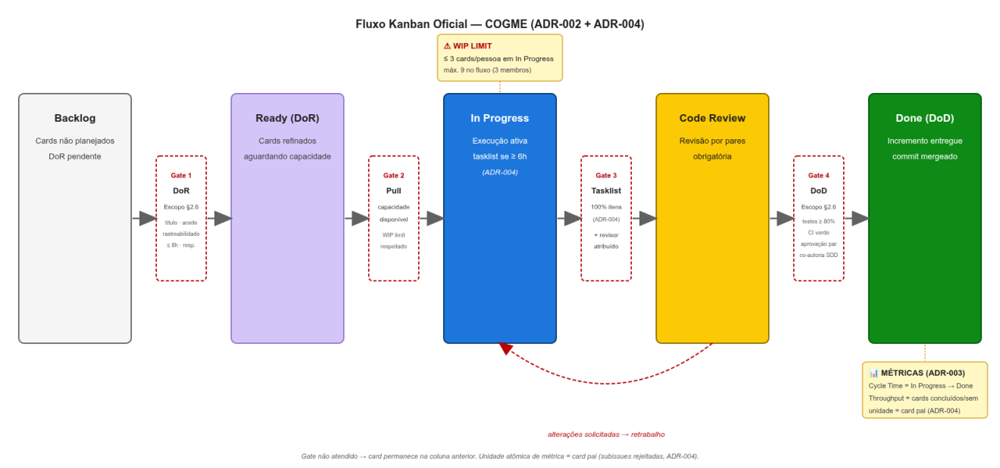 Fluxo Kanban Oficial — COGME (ADR-002 + ADR-004)
⚠ WIP LIMIT
≤ 3 cards/pessoa em In Progress
máx. 9 no fluxo (3 membros)
Backlog
Cards não planejados
DoR pendente
Gate 1
DoR
Escopo §2.6
título · aceite
rastreabilidade
≤ 8h · resp.
Ready (DoR)
Cards refinados
aguardando capacidade
Gate 2
Pull
capacidade
disponível
WIP limit
respeitado
In Progress
Execução ativa
tasklist se ≥ 6h
(ADR-004)
Gate 3
Tasklist
100% itens
(ADR-004)
+ revisor
atribuído
Code Review
Revisão por pares
obrigatória
Gate 4
DoD
Escopo §2.6
testes ≥ 80%
CI verde
aprovação par
co-autoria SDD
Done (DoD)
Incremento entregue
commit mergeado
📊 MÉTRICAS (ADR-003)
Cycle Time = In Progress → Done
Throughput = cards concluídos/sem
unidade = card pai (ADR-004)
alterações solicitadas → retrabalho
Gate não atendido → card permanece na coluna anterior. Unidade atômica de métrica = card pai (subissues rejeitadas, ADR-004).